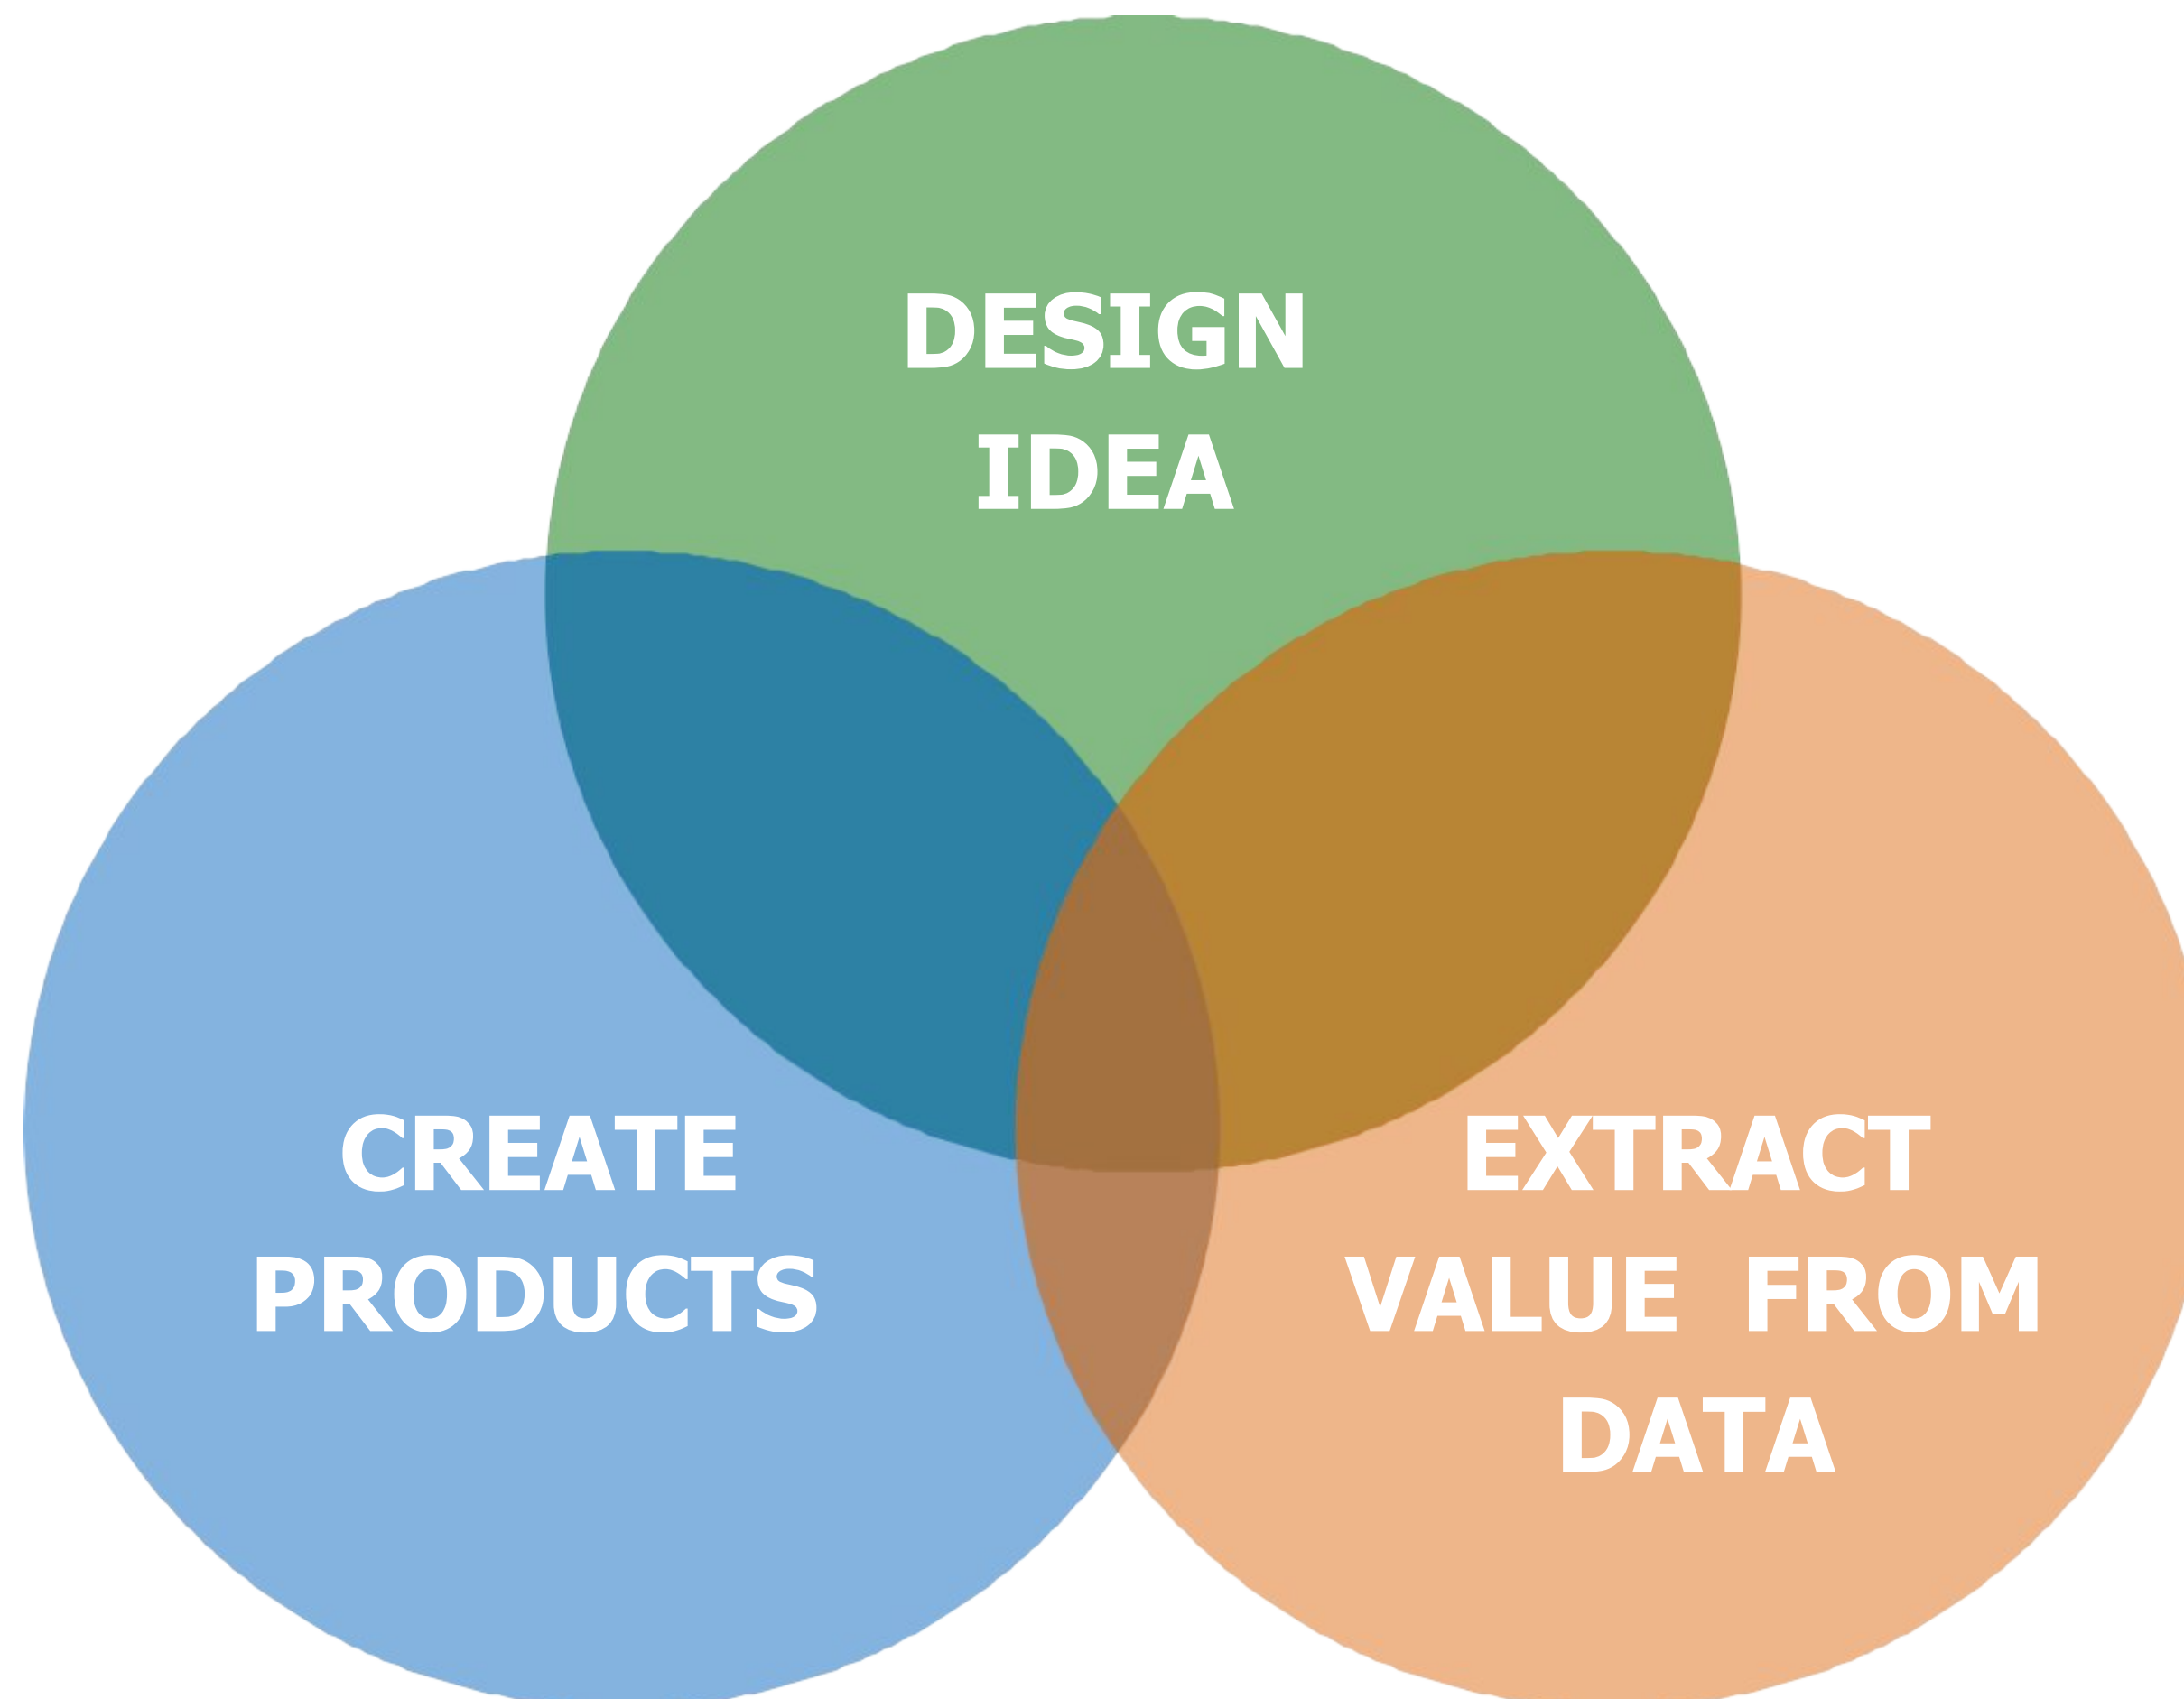 DESIGN
IDEA
CREATE
PRODUCTS
EXTRACT
VALUE FROM
DATA